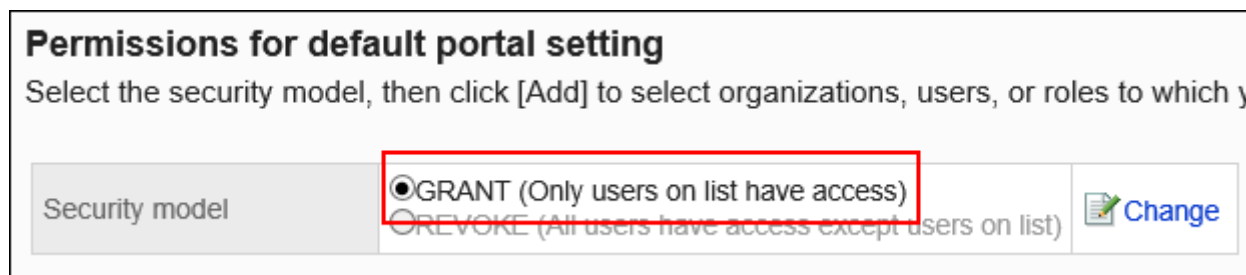 Permissions for default portal setting
Select the security model, then click [Add] to select organizations, users, or roles to which
Security model
GRANT (Only users on list have access)
REVOKE (All users have access except users on list)
Change